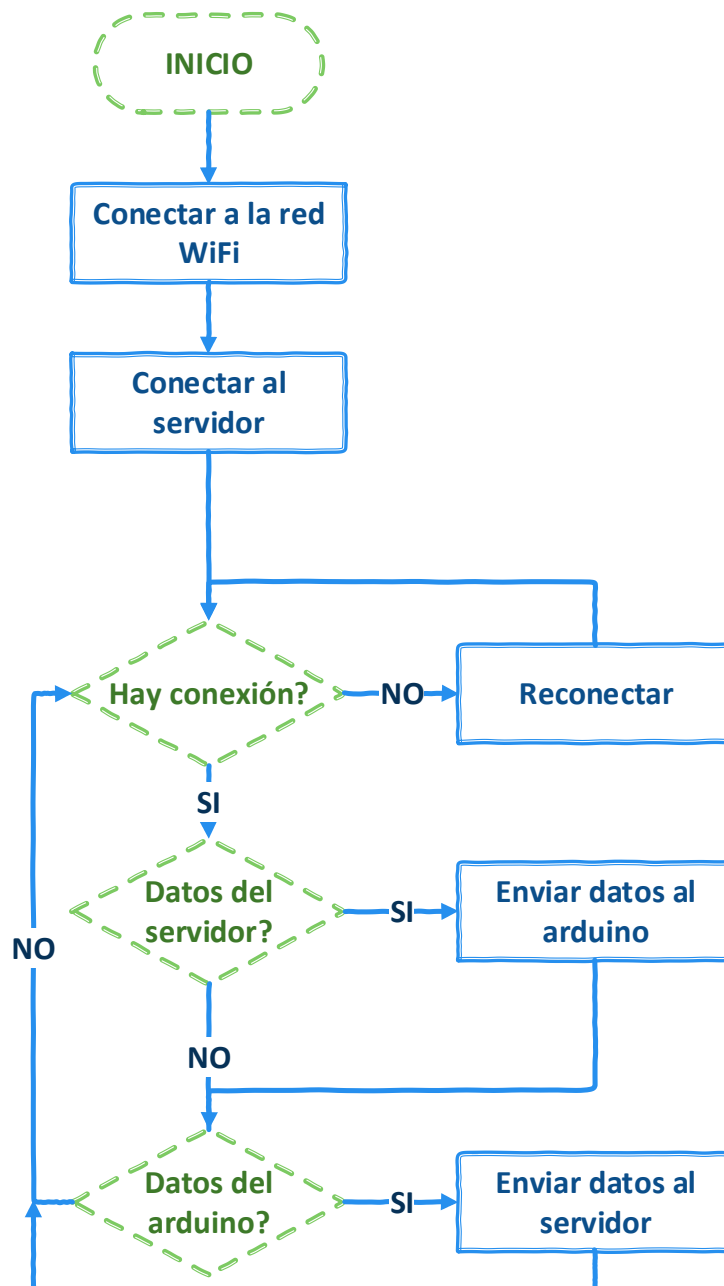 INICIO
Conectar a la red
WiFi
Conectar al
servidor
Hay conexión?
NO
Reconectar
SI
Datos del
servidor?
SI
Enviar datos al
arduino
NO
NO
Datos del
arduino?
SI
Enviar datos al
servidor